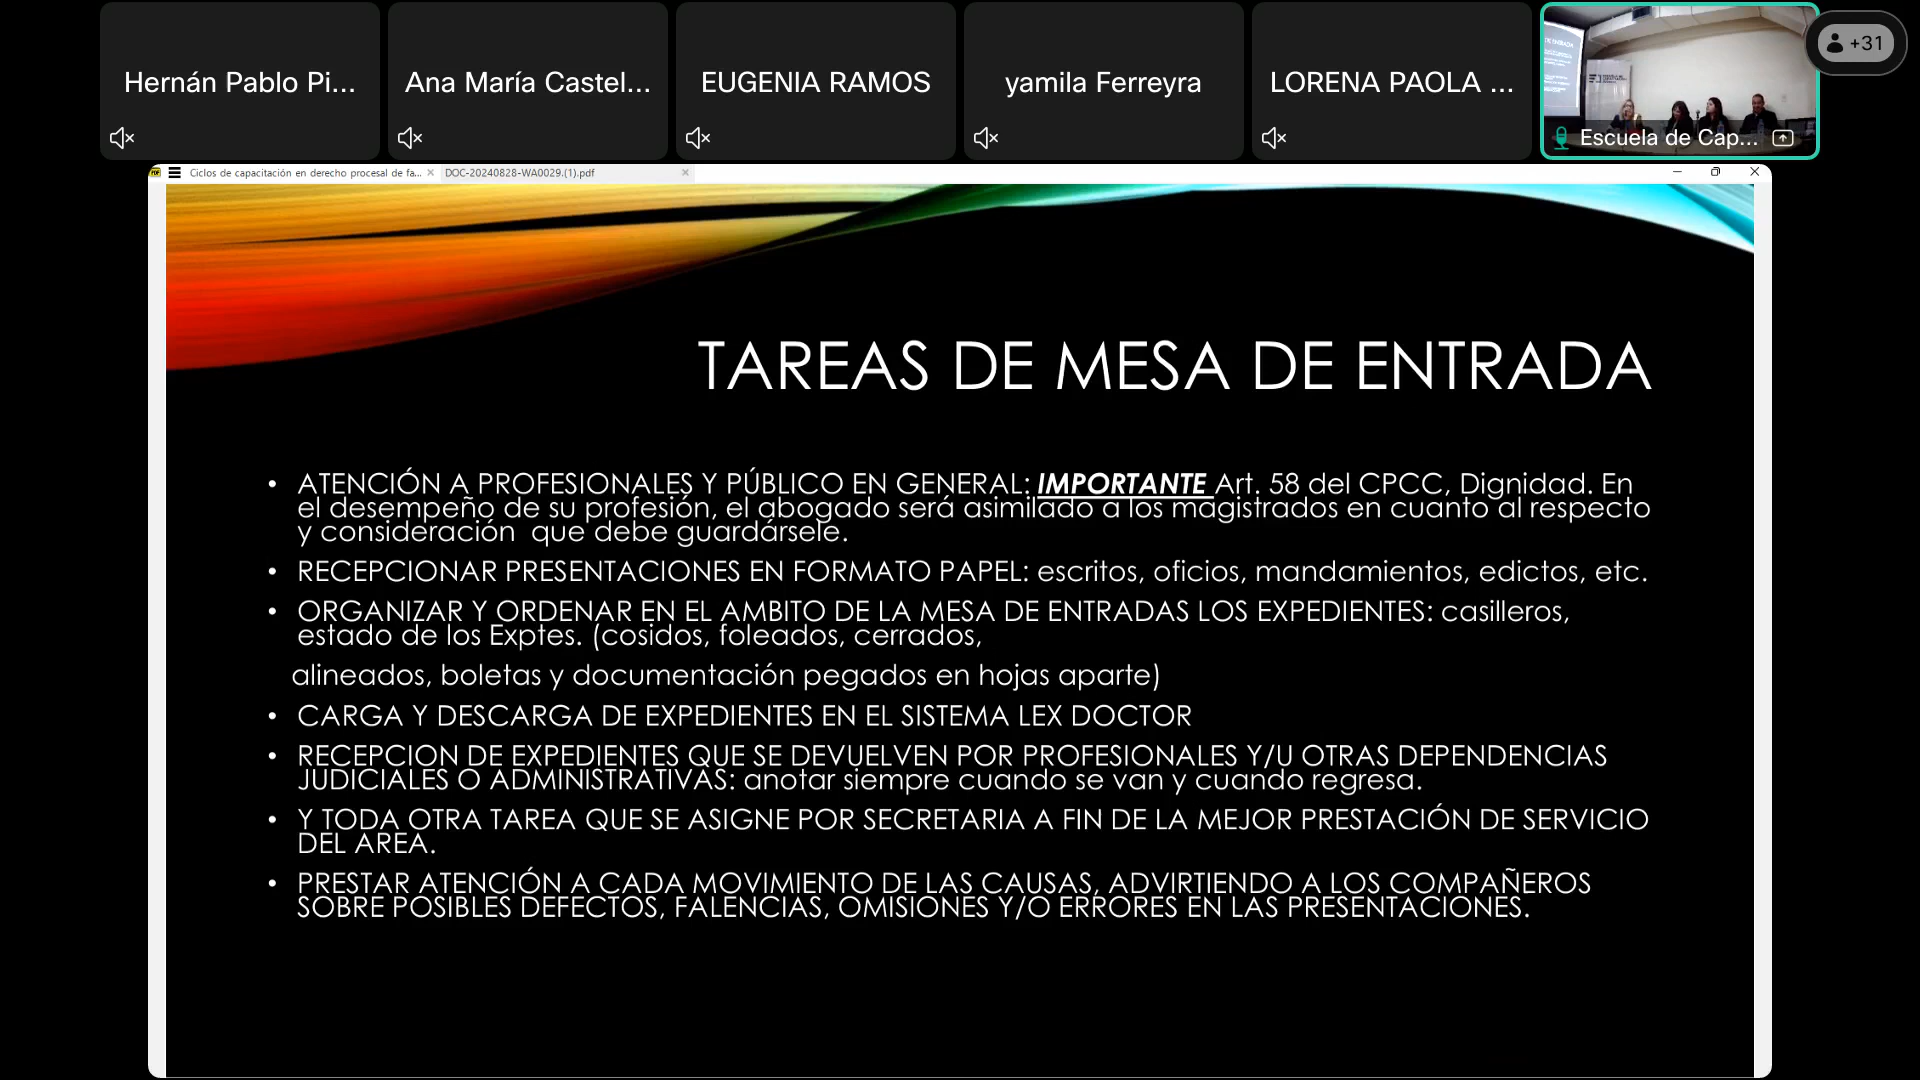 Hernán Pablo Pi...
Ana María Castel...
EUGENIA RAMOS
yamila Ferreyra
LORENA PAOLA ...
Escuela de Cap...
+31
Ciclos de capacitación en derecho procesal de fa...
DOC-20240828-WA0029.(1).pdf
TAREAS DE MESA DE ENTRADA
• ATENCIÓN A PROFESIONALES Y PÚBLICO EN GENERAL: IMPORTANTE Art. 58 del CPCC, Dignidad. En
el desempeño de su profesión, el abogado será asimilado a los magistrados en cuanto al respecto
y consideración que debe guardársele.
• RECEPCIONAR PRESENTACIONES EN FORMATO PAPEL: escritos, oficios, mandamientos, edictos, etc.
• ORGANIZAR Y ORDENAR EN EL AMBITO DE LA MESA DE ENTRADAS LOS EXPEDIENTES: casilleros,
estado de los Exptes. (cosidos, foleados, cerrados,
alineados, boletas y documentación pegados en hojas aparte)
• CARGA Y DESCARGA DE EXPEDIENTES EN EL SISTEMA LEX DOCTOR
• RECEPCION DE EXPEDIENTES QUE SE DEVUELVEN POR PROFESIONALES Y/U OTRAS DEPENDENCIAS
JUDICIALES O ADMINISTRATIVAS: anotar siempre cuando se van y cuando regresa.
• Y TODA OTRA TAREA QUE SE ASIGNE POR SECRETARIA A FIN DE LA MEJOR PRESTACIÓN DE SERVICIO
DEL AREA.
• PRESTAR ATENCIÓN A CADA MOVIMIENTO DE LAS CAUSAS, ADVIRTIENDO A LOS COMPAÑEROS
SOBRE POSIBLES DEFECTOS, FALENCIAS, OMISIONES Y/O ERRORES EN LAS PRESENTACIONES.